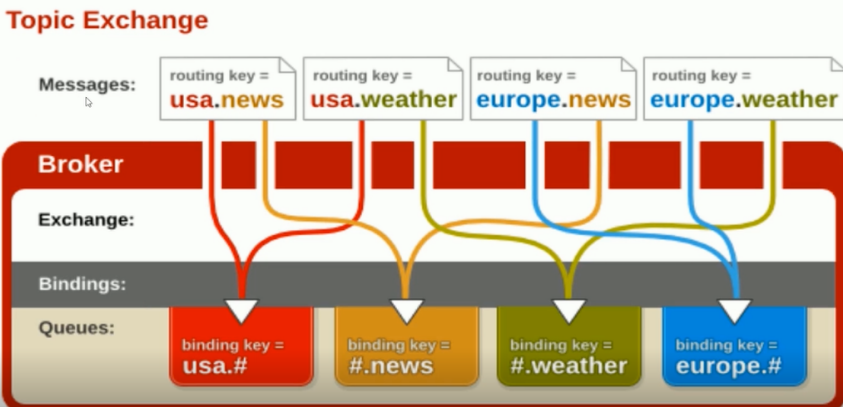 Topic Exchange
Messages:
routing key =
usa.news
routing key =
usa.weather
routing key =
europe.news
routing key =
europe.weather
Broker
Exchange:
Bindings:
Queues:
binding key =
usa.#
binding key =
#.news
binding key =
#.weather
binding key =
europe.#